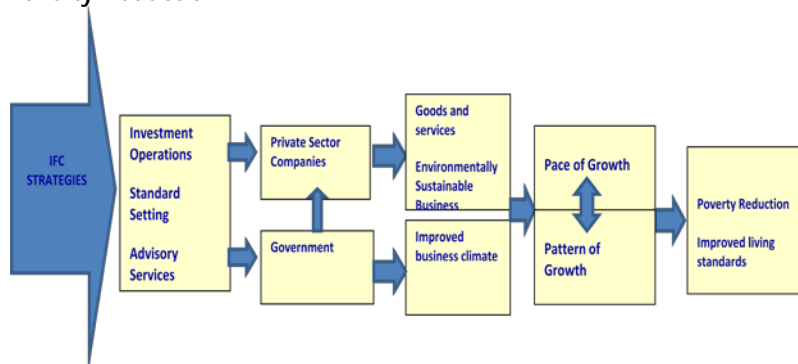 IFC
STRATEGIES
Investment
Operations
Standard
Setting
Advisory
Services
Private Sector
Companies
Government
Goods and
services
Environmentally
Sustainable
Business
Improved
business climate
Pace of Growth
Pattern of
Growth
Poverty Reduction
Improved living
standards